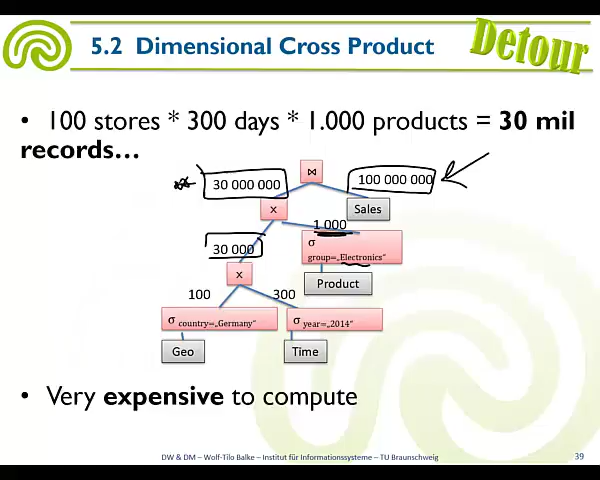 5.2 Dimensional Cross Product
Detour
• 100 stores * 300 days * 1.000 products = 30 mil
records…
⋈
30 000 000
100 000 000
x
Sales
1 000
30 000
σ
group=„Electronics“
x
Product
100
300
σ country=„Germany“
σ year=„2014“
Geo
Time
• Very expensive to compute
DW & DM – Wolf-Tilo Balke – Institut für Informationssysteme – TU Braunschweig
39